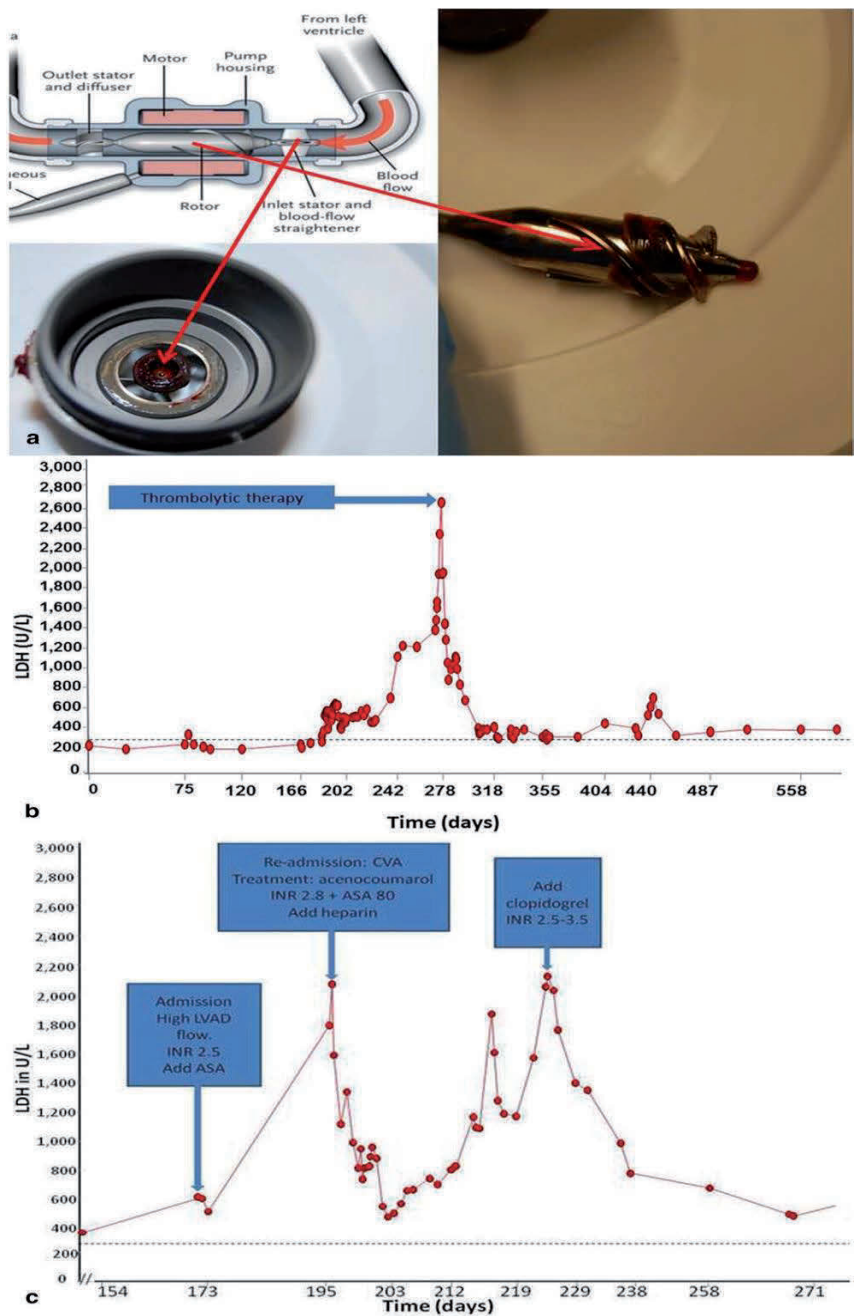 a
From left
ventricle
Motor
Pump
housing
Outlet stator
and diffuser
Rotor
Inlet stator and
blood-flow
straightener
Blood
flow
a
3,000
2,800
2,600
2,400
2,200
2,000
1,800
1,600
1,400
1,200
1,000
800
600
400
200
0
LDH (U/L)
Thrombolytic therapy
0 75 120 166 202 242 278 318 355 404 440 487 558
b
Time (days)
3,000
2,800
2,600
2,400
2,200
2,000
1,800
1,600
1,400
1,200
1,000
800
600
400
200
0
LDH in U/L
Admission
High LVAD
flow.
INR 2.5
Add ASA
Re-admission: CVA
Treatment: acenocoumarol
INR 2.8 + ASA 80
Add heparin
Add
clopidogrel
INR 2.5-3.5
// 154 173 195 203 212 219 229 238 258 271
c
Time (days)